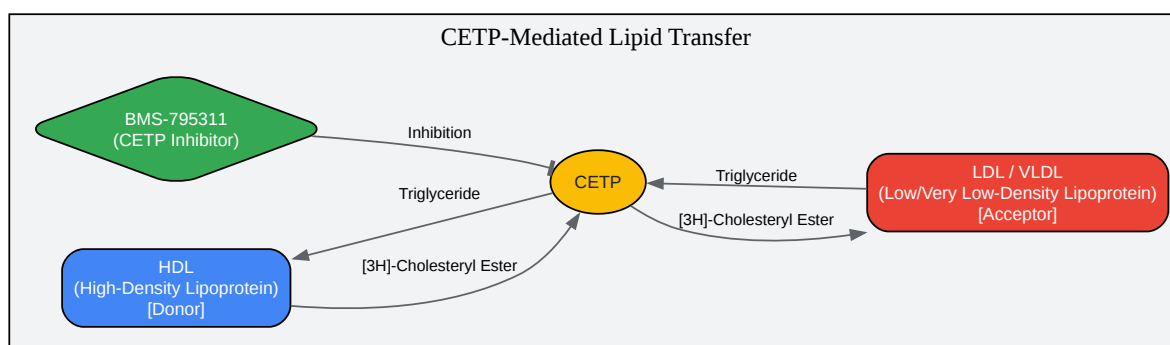 CETP-Mediated Lipid Transfer
BMS-795311
(CETP Inhibitor)
Inhibition
CETP
Triglyceride
LDL / VLDL
(Low/Very Low-Density Lipoprotein)
[Acceptor]
Triglyceride
[3H]-Cholesteryl Ester
HDL
(High-Density Lipoprotein)
[Donor]
[3H]-Cholesteryl Ester